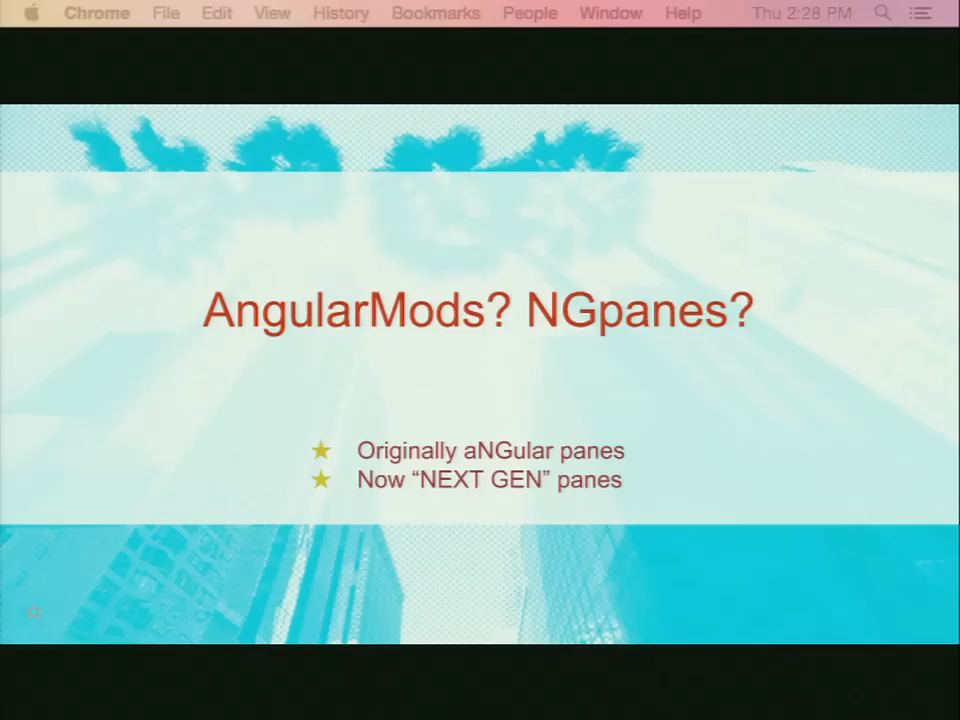 Chrome File Edit View History Bookmarks People Window Help Thu 2:28 PM
AngularMods? NGpanes?
★ Originally aNGular panes
★ Now “NEXT GEN” panes